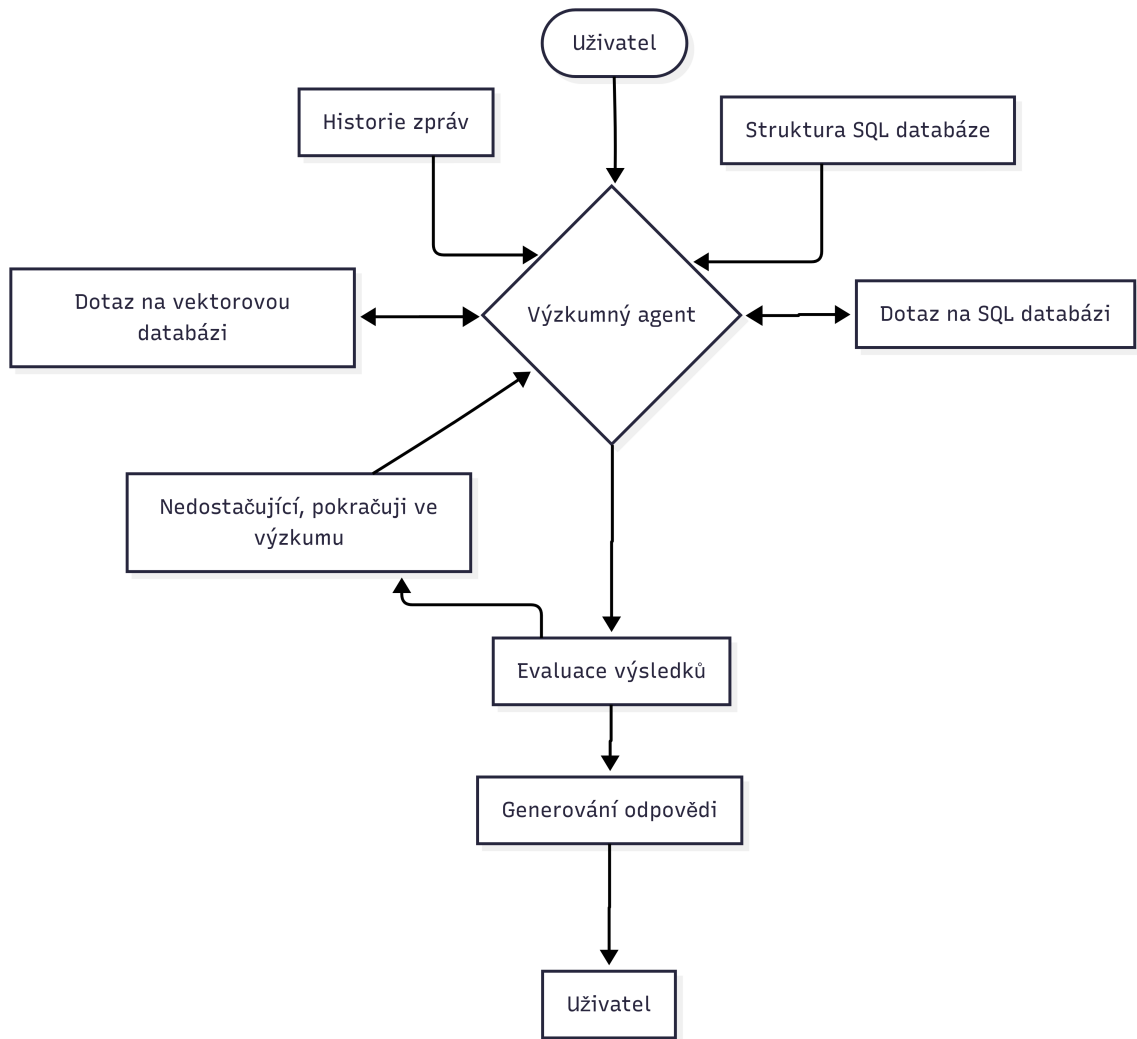 Uživatel
Historie zpráv
Struktura SQL databáze
Dotaz na vektorovou
databázi
Výzkumný agent
Dotaz na SQL databázi
Nedostačující, pokračuji ve
výzkumu
Evaluace výsledků
Generování odpovědi
Uživatel